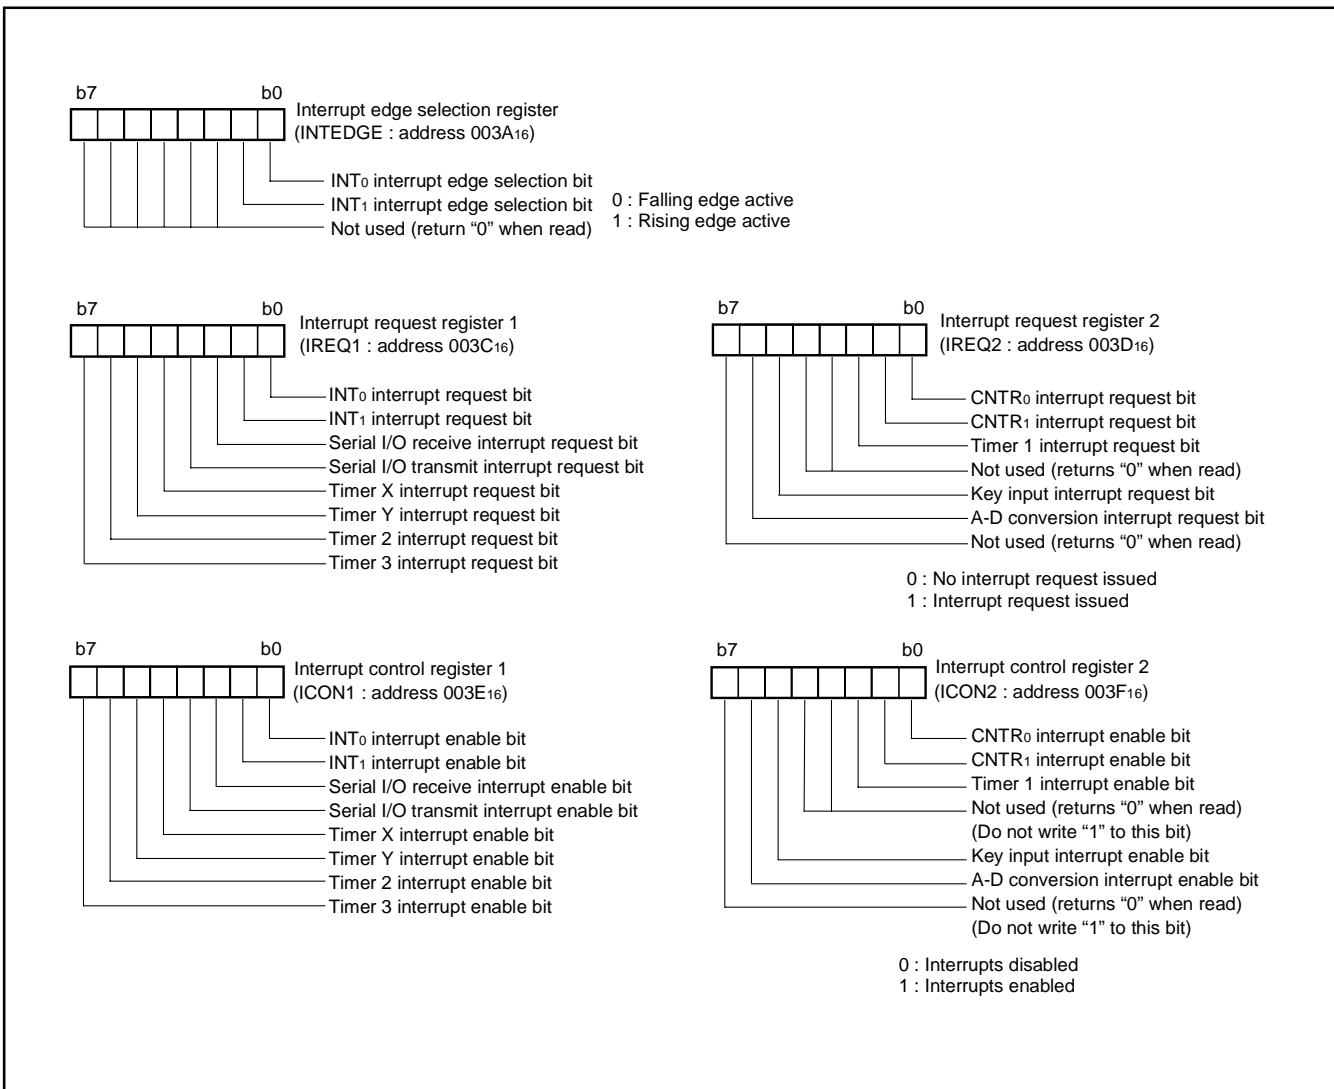 b7 b0
Interrupt edge selection register
(INTEDGE : address 003A16)
INT0 interrupt edge selection bit
INT1 interrupt edge selection bit
Not used (return “0” when read)
0 : Falling edge active
1 : Rising edge active
b7 b0
Interrupt request register 1
(IREQ1 : address 003C16)
INT0 interrupt request bit
INT1 interrupt request bit
Serial I/O receive interrupt request bit
Serial I/O transmit interrupt request bit
Timer X interrupt request bit
Timer Y interrupt request bit
Timer 2 interrupt request bit
Timer 3 interrupt request bit
b7 b0
Interrupt request register 2
(IREQ2 : address 003D16)
CNTR0 interrupt request bit
CNTR1 interrupt request bit
Timer 1 interrupt request bit
Not used (returns “0” when read)
Key input interrupt request bit
A-D conversion interrupt request bit
Not used (returns “0” when read)
0 : No interrupt request issued
1 : Interrupt request issued
b7 b0
Interrupt control register 1
(ICON1 : address 003E16)
INT0 interrupt enable bit
INT1 interrupt enable bit
Serial I/O receive interrupt enable bit
Serial I/O transmit interrupt enable bit
Timer X interrupt enable bit
Timer Y interrupt enable bit
Timer 2 interrupt enable bit
Timer 3 interrupt enable bit
b7 b0
Interrupt control register 2
(ICON2 : address 003F16)
CNTR0 interrupt enable bit
CNTR1 interrupt enable bit
Timer 1 interrupt enable bit
Not used (returns “0” when read)
(Do not write “1” to this bit)
Key input interrupt enable bit
A-D conversion interrupt enable bit
Not used (returns “0” when read)
(Do not write “1” to this bit)
0 : Interrupts disabled
1 : Interrupts enabled